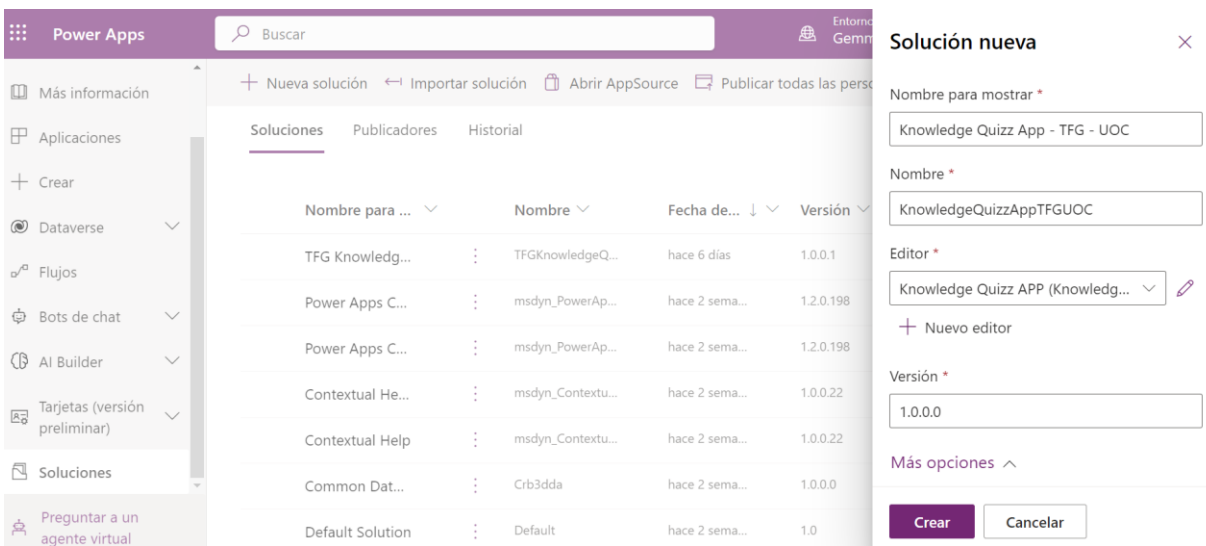 Power Apps
Buscar
Entorno
Gemm
Más información
Aplicaciones
Crear
Dataverse
Flujos
Bots de chat
AI Builder
Tarjetas (versión
preliminar)
Soluciones
Preguntar a un
agente virtual
Nueva solución Importar solución Abrir AppSource Publicar todas las perso
Soluciones Publicadores Historial
Nombre para ... Nombre Fecha de... Versión
TFG Knowledg... TFGKnowledgeQ... hace 6 días 1.0.0.1
Power Apps C... msdyn_PowerAp... hace 2 sema... 1.2.0.198
Power Apps C... msdyn_PowerAp... hace 2 sema... 1.2.0.198
Contextual He... msdyn_Contextu... hace 2 sema... 1.0.0.22
Contextual Help msdyn_Contextu... hace 2 sema... 1.0.0.22
Common Dat... Crb3dda hace 2 sema... 1.0.0.0
Default Solution Default hace 2 sema... 1.0
Solución nueva
Nombre para mostrar *
Knowledge Quizz App - TFG - UOC
Nombre *
KnowledgeQuizzAppTFGUOC
Editor *
Knowledge Quizz APP (Knowledg...
Nuevo editor
Versión *
1.0.0.0
Más opciones
Crear Cancelar